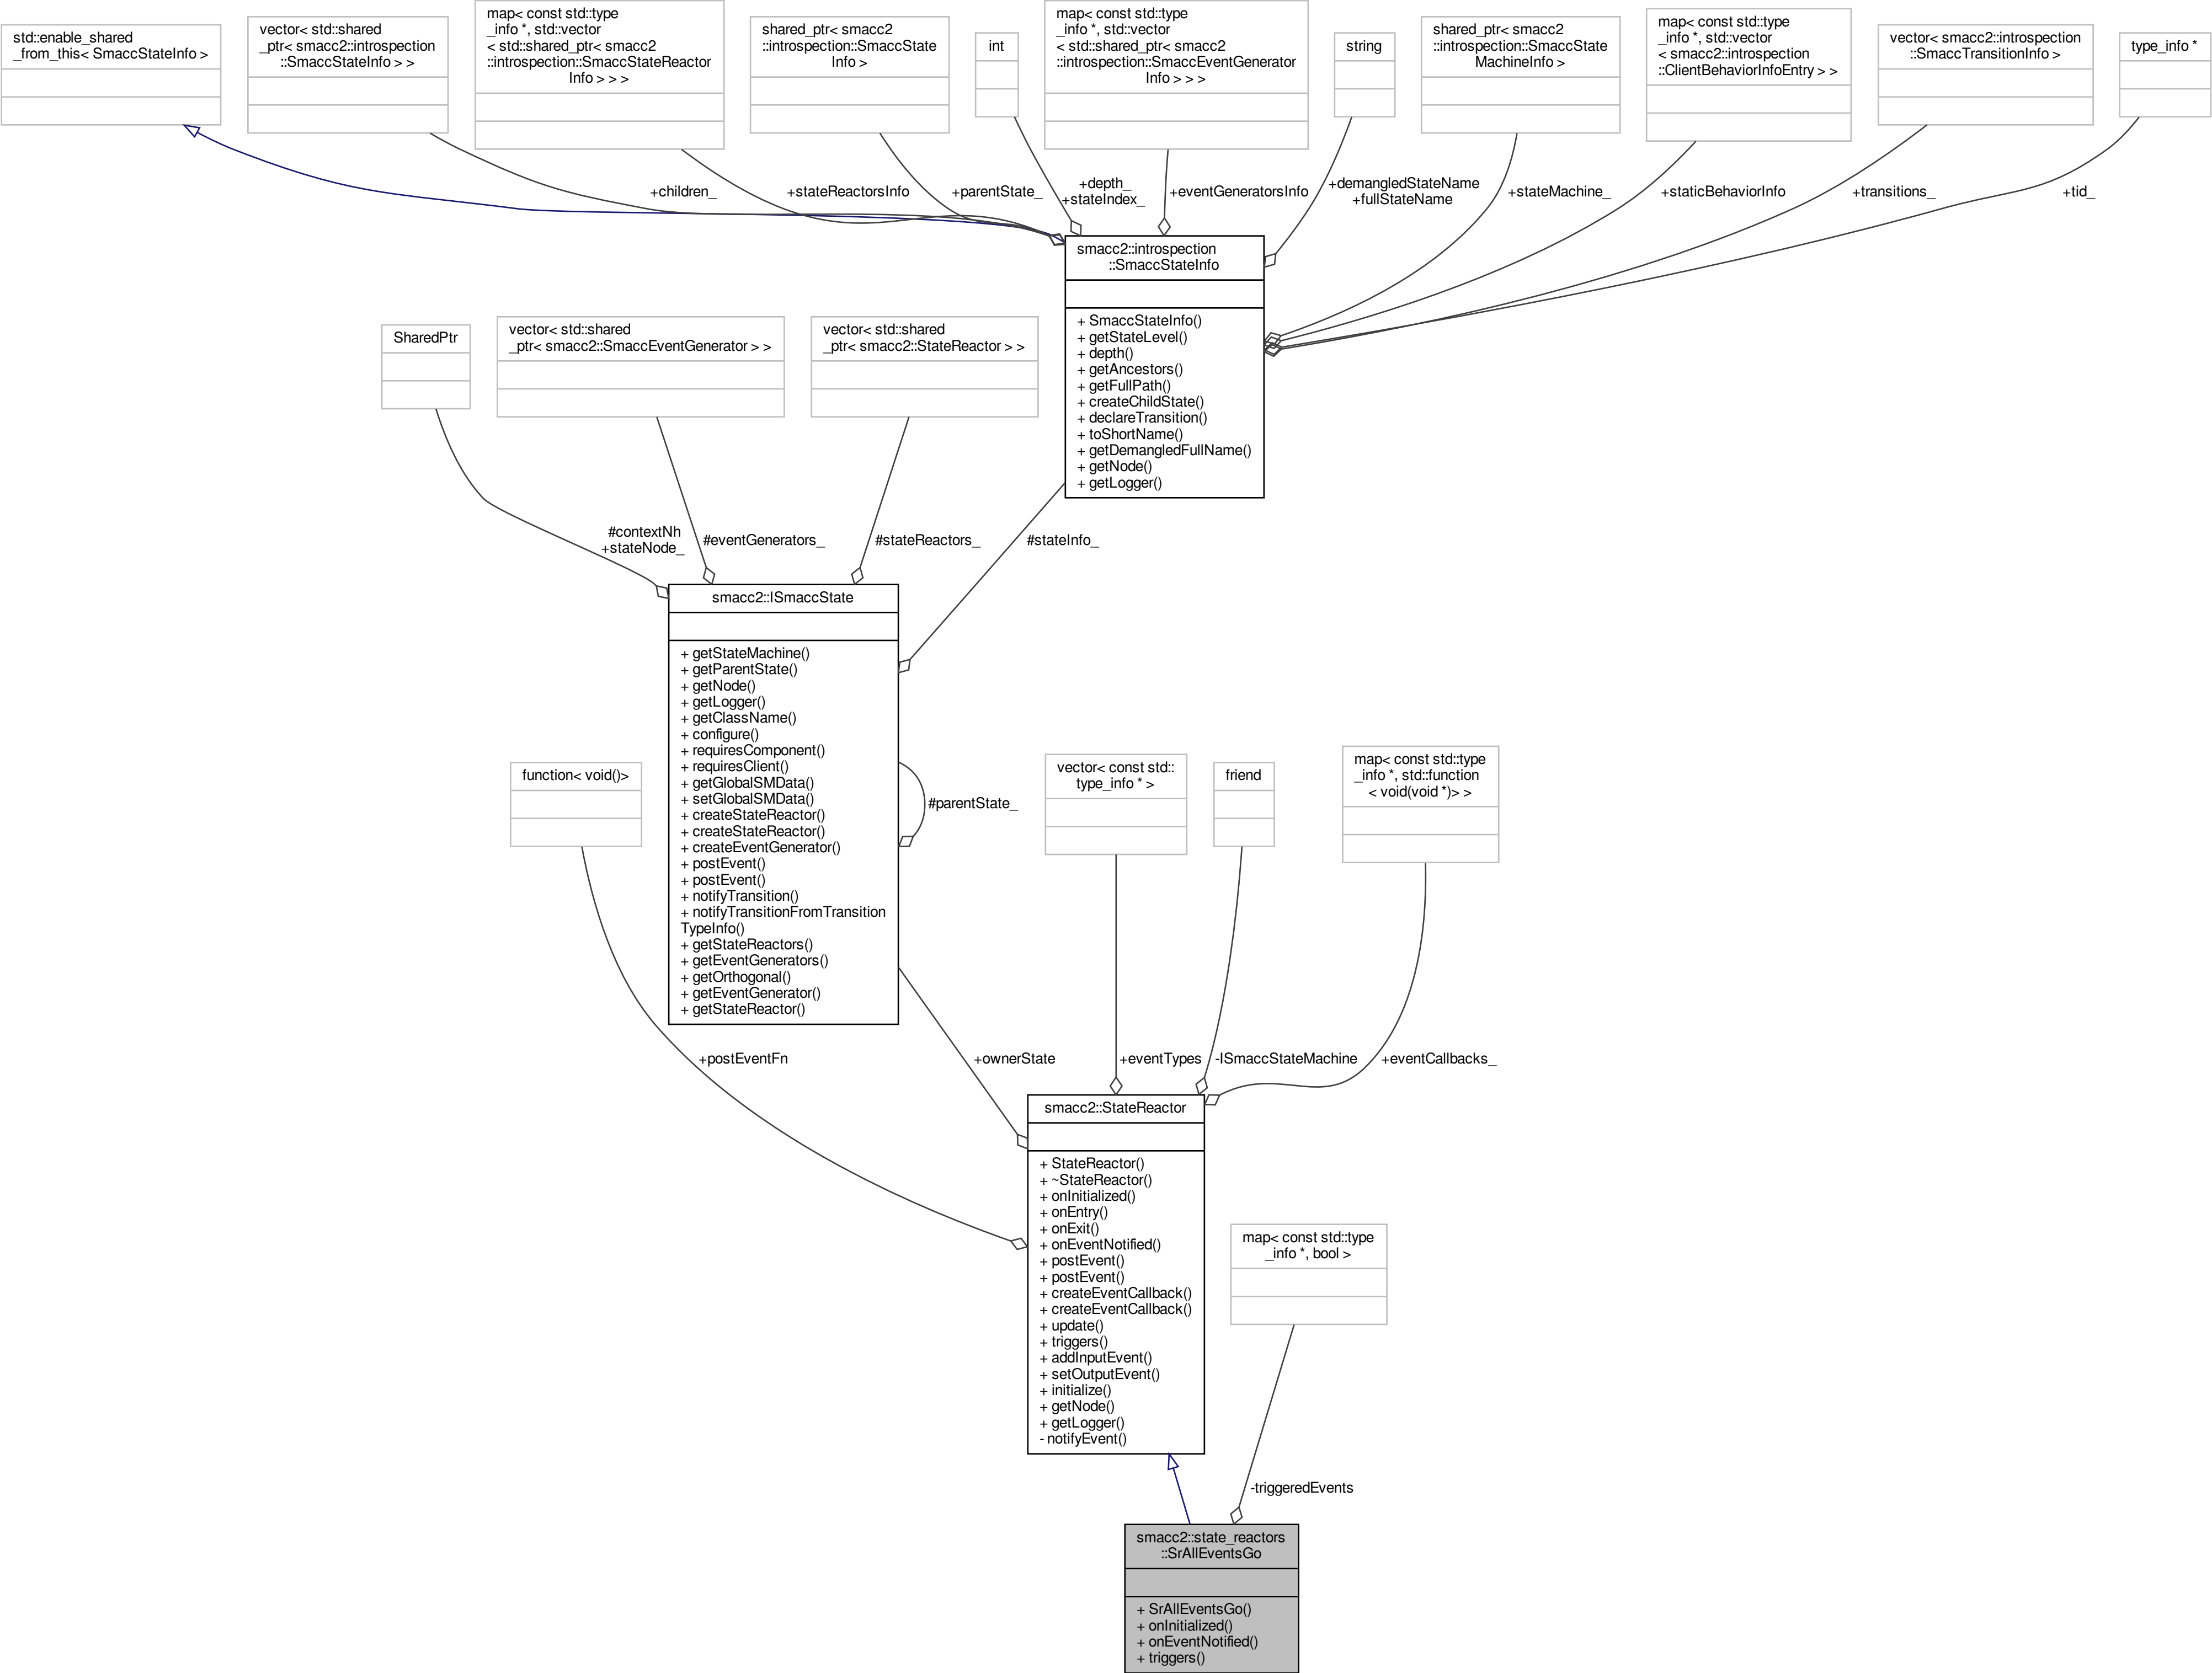 std::enable_shared
_from_this< SmaccStateInfo >
vector< std::shared
_ptr< smacc2::introspection
::SmaccStateInfo > >
map< const std::type
_info *, std::vector
< std::shared_ptr< smacc2
::introspection::SmaccStateReactor
Info > > >
shared_ptr< smacc2
::introspection::SmaccState
Info >
int
map< const std::type
_info *, std::vector
< std::shared_ptr< smacc2
::introspection::SmaccEventGenerator
Info > > >
string
shared_ptr< smacc2
::introspection::SmaccState
MachineInfo >
map< const std::type
_info *, std::vector
< smacc2::introspection
::ClientBehaviorInfoEntry > >
vector< smacc2::introspection
::SmaccTransitionInfo >
type_info *
+children_
+stateReactorsInfo
+parentState_
+depth_
+stateIndex_
+eventGeneratorsInfo
+demangledStateName
+fullStateName
+stateMachine_
+staticBehaviorInfo
+transitions_
+tid_
smacc2::introspection
::SmaccStateInfo
+ SmaccStateInfo()
+ getStateLevel()
+ depth()
+ getAncestors()
+ getFullPath()
+ createChildState()
+ declareTransition()
+ toShortName()
+ getDemangledFullName()
+ getNode()
+ getLogger()
SharedPtr
vector< std::shared
_ptr< smacc2::SmaccEventGenerator > >
vector< std::shared
_ptr< smacc2::StateReactor > >
#contextNh
+stateNode_
#eventGenerators_
#stateReactors_
#stateInfo_
smacc2::ISmaccState
+ getStateMachine()
+ getParentState()
+ getNode()
+ getLogger()
+ getClassName()
+ configure()
+ requiresComponent()
+ requiresClient()
+ getGlobalSMData()
+ setGlobalSMData()
+ createStateReactor()
+ createStateReactor()
+ createEventGenerator()
+ postEvent()
+ postEvent()
+ notifyTransition()
+ notifyTransitionFromTransition
TypeInfo()
+ getStateReactors()
+ getEventGenerators()
+ getOrthogonal()
+ getEventGenerator()
+ getStateReactor()
#parentState_
function< void()>
vector< const std::
type_info * >
friend
map< const std::type
_info *, std::function
< void(void *)> >
+postEventFn
+ownerState
+eventTypes
-ISmaccStateMachine
+eventCallbacks_
smacc2::StateReactor
+ StateReactor()
+ ~StateReactor()
+ onInitialized()
+ onEntry()
+ onExit()
+ onEventNotified()
+ postEvent()
+ postEvent()
+ createEventCallback()
+ createEventCallback()
+ update()
+ triggers()
+ addInputEvent()
+ setOutputEvent()
+ initialize()
+ getNode()
+ getLogger()
- notifyEvent()
map< const std::type
_info *, bool >
-triggeredEvents
smacc2::state_reactors
::SrAllEventsGo
+ SrAllEventsGo()
+ onInitialized()
+ onEventNotified()
+ triggers()